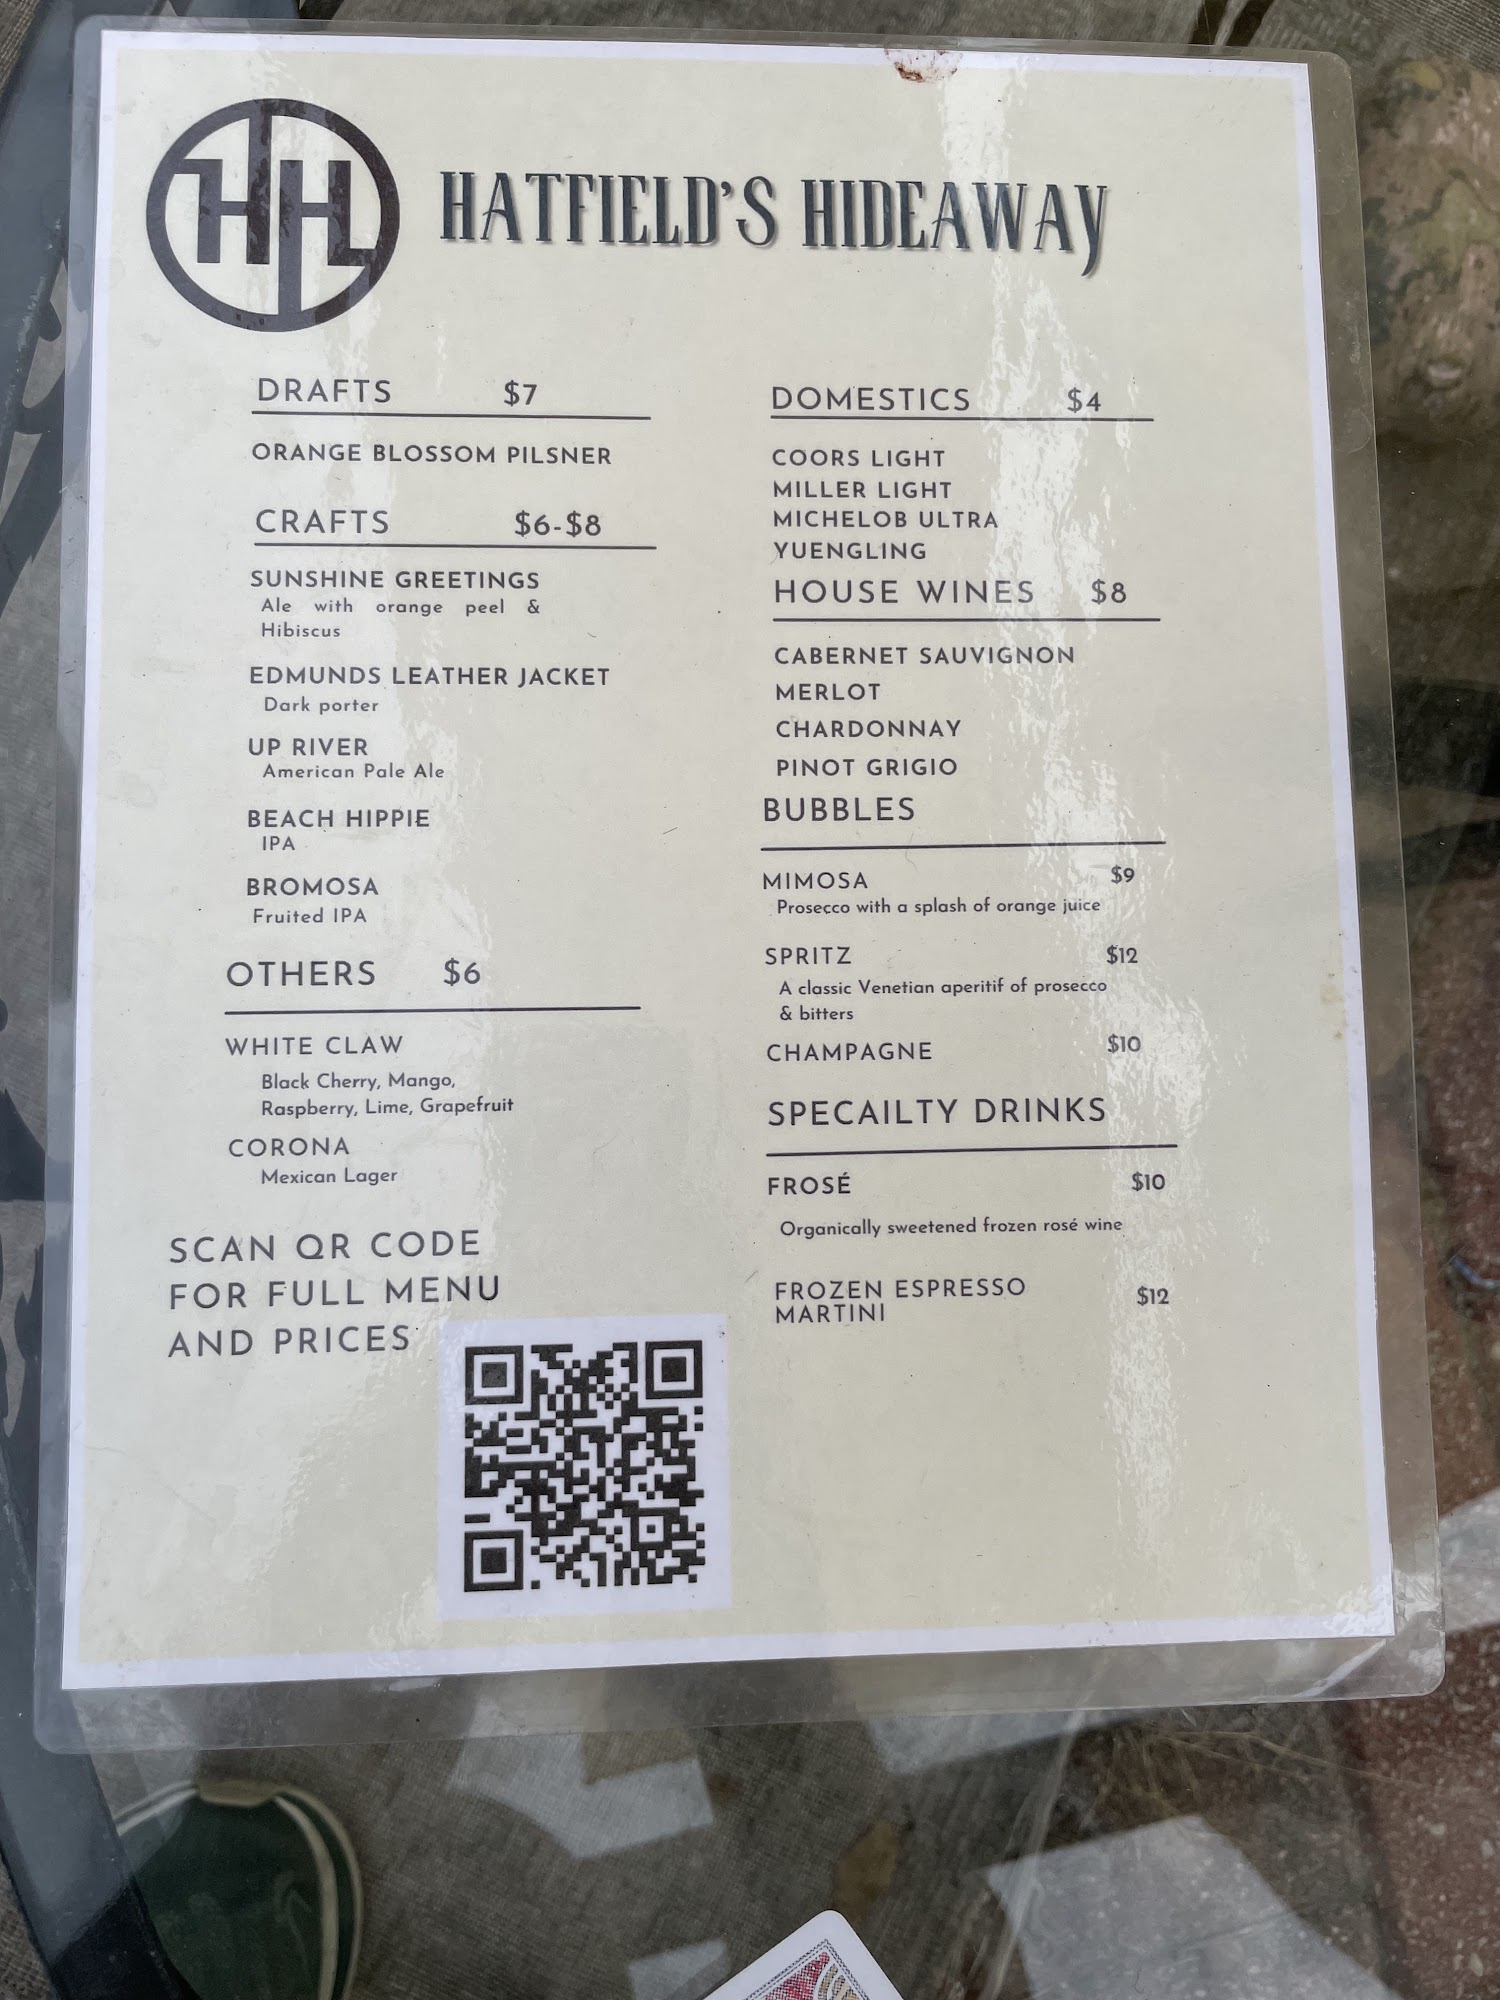 HHL
HATFIELD'S HIDEAWAY
DRAFTS $7
ORANGE BLOSSOM PILSNER
CRAFTS $6-$8
SUNSHINE GREETINGS
Ale with orange peel &
Hibiscus
EDMUNDS LEATHER JACKET
Dark porter
UP RIVER
American Pale Ale
BEACH HIPPIE
IPA
BROMOSA
Fruited IPA
OTHERS $6
WHITE CLAW
Black Cherry, Mango,
Raspberry, Lime, Grapefruit
CORONA
Mexican Lager
SCAN QR CODE
FOR FULL MENU
AND PRICES
DOMESTICS $4
COORS LIGHT
MILLER LIGHT
MICHELOB ULTRA
YUENGLING
HOUSE WINES $8
CABERNET SAUVIGNON
MERLOT
CHARDONNAY
PINOT GRIGIO
BUBBLES
MIMOSA $9
Prosecco with a splash of orange juice
SPRITZ $12
A classic Venetian aperitif of prosecco
& bitters
CHAMPAGNE $10
SPECAILTY DRINKS
FROSÉ $10
Organically sweetened frozen rosé wine
FROZEN ESPRESSO
MARTINI $12